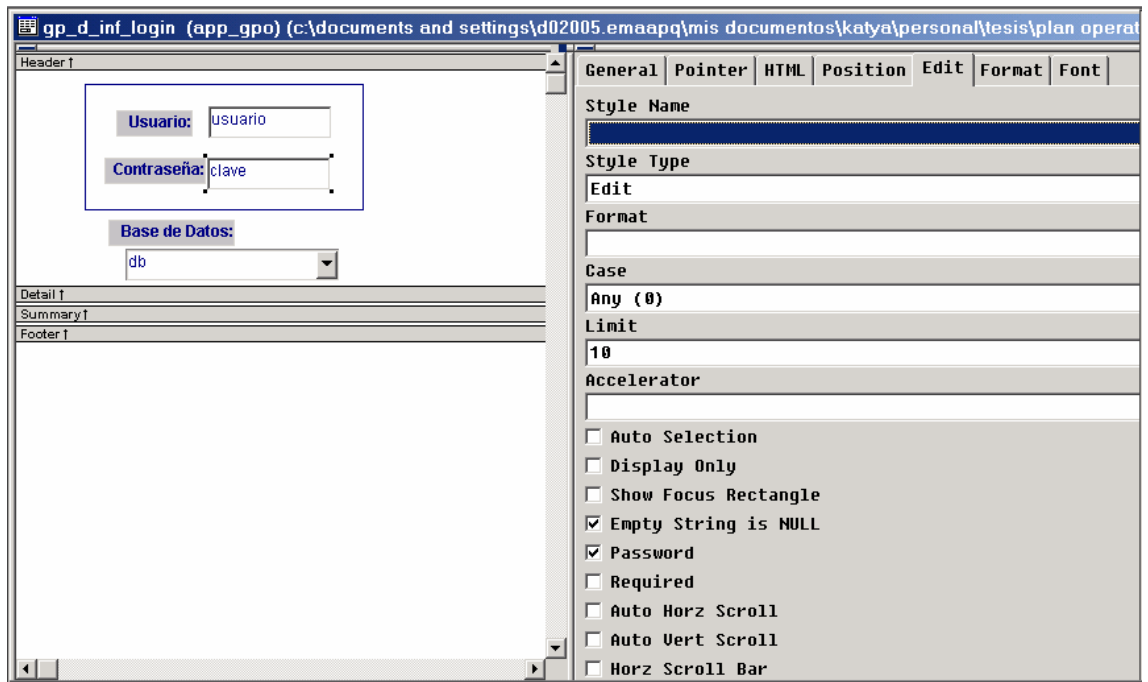 gp_d_inf_login (app_gpo) (c:\documents and settings\d02005.emaapq\mis documentos\katya\personal\tesis\plan operat
Header ↑
Usuario: usuario
Contraseña: clave
Base de Datos:
db
Detail ↑
Summary ↑
Footer ↑
General Pointer HTML Position Edit Format Font
Style Name
Style Type
Edit
Format
Case
Any (0)
Limit
10
Accelerator
Auto Selection
Display Only
Show Focus Rectangle
Empty String is NULL
Password
Required
Auto Horz Scroll
Auto Vert Scroll
Horz Scroll Bar